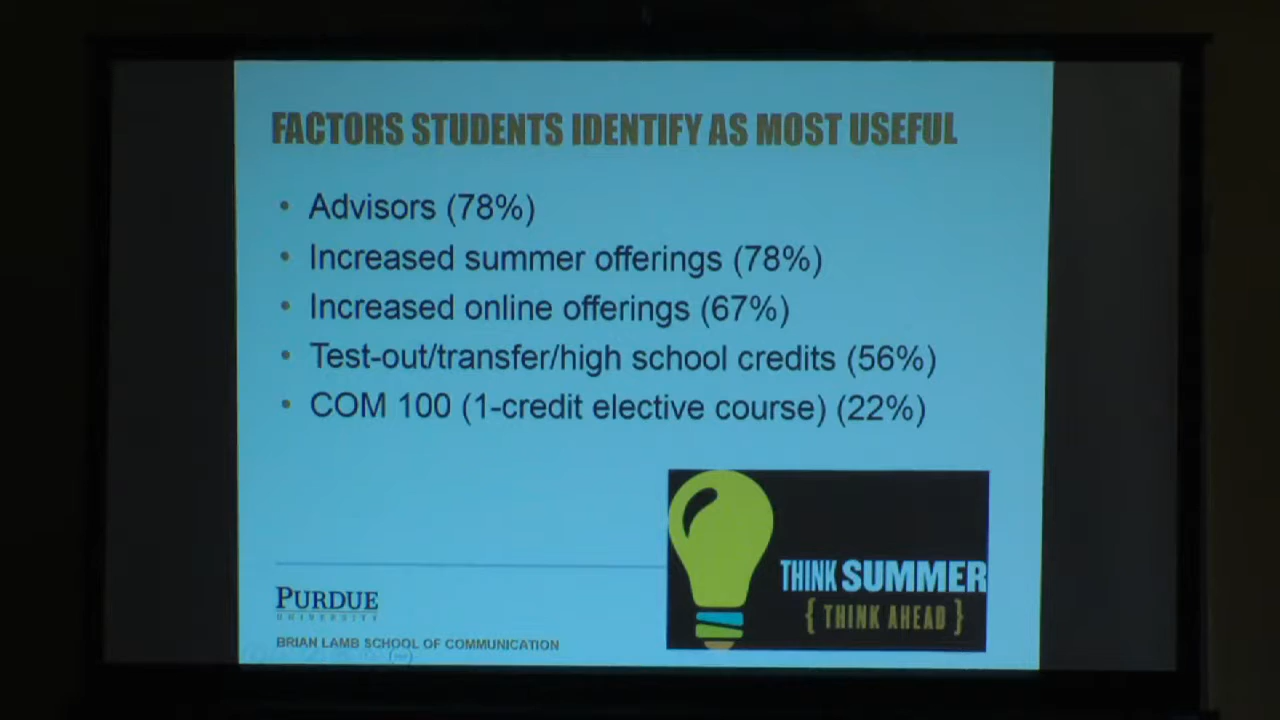 FACTORS STUDENTS IDENTIFY AS MOST USEFUL
• Advisors (78%)
• Increased summer offerings (78%)
• Increased online offerings (67%)
• Test-out/transfer/high school credits (56%)
• COM 100 (1-credit elective course) (22%)
THINK SUMMER
{ THINK AHEAD }
PURDUE
UNIVERSITY
BRIAN LAMB SCHOOL OF COMMUNICATION